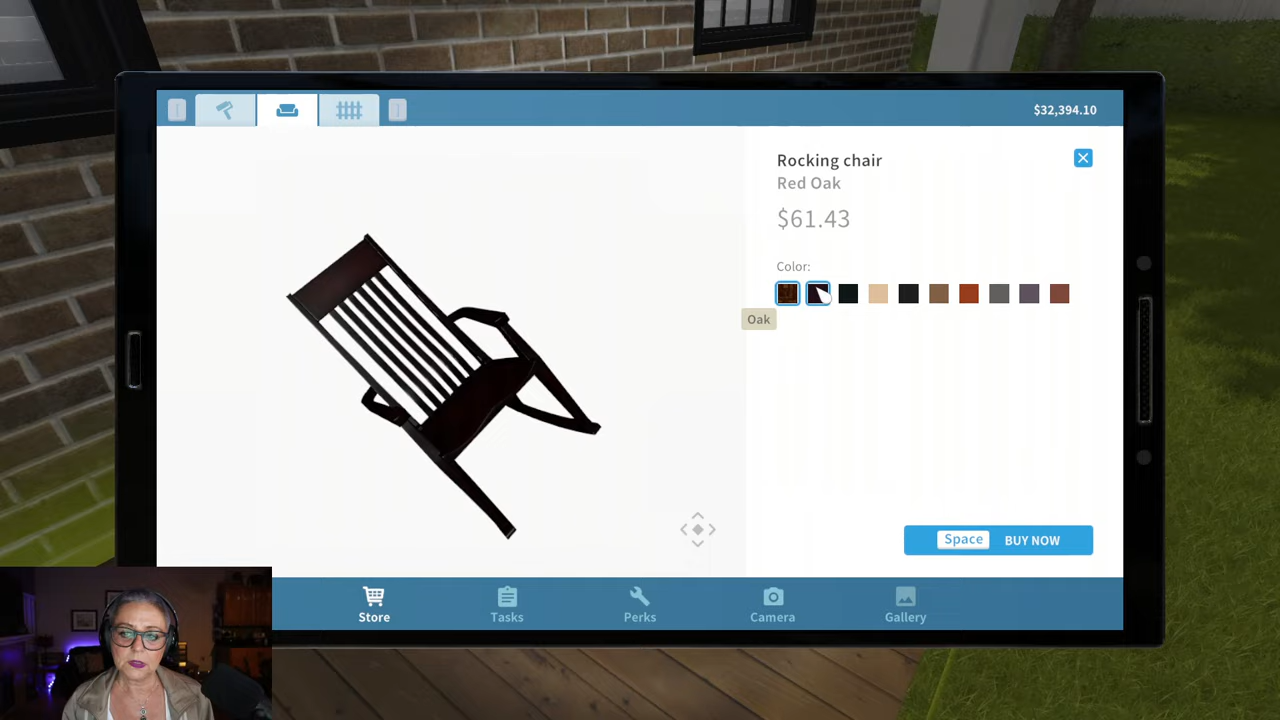 $32,394.10
Rocking chair
Red Oak
$61.43
Color:
Oak
Space BUY NOW
Store
Tasks
Perks
Camera
Gallery